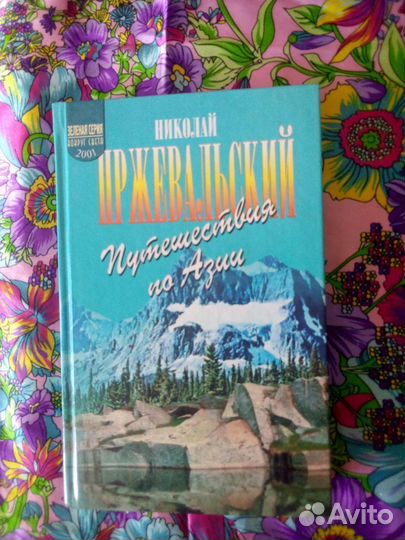 ЗЕЛЕНАЯ СЕРИЯ
ВОКРУГ СВЕТА
2001
НИКОЛАЙ
ПРЖЕВАЛЬСКИЙ
Путешествия
по Азии
Avito